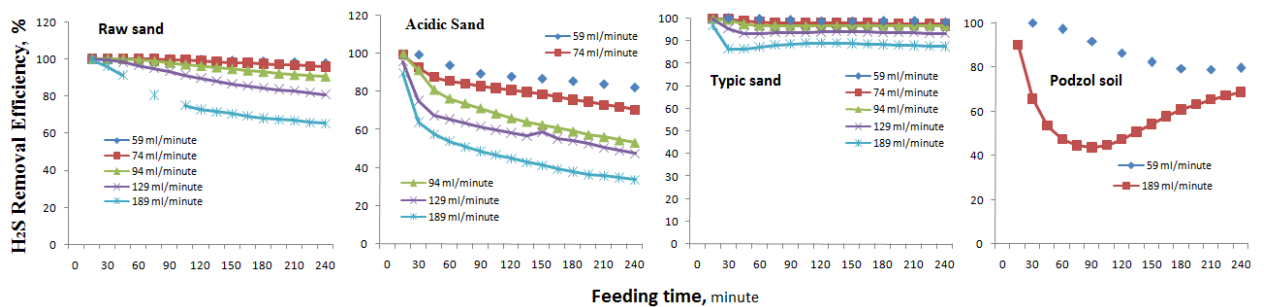 H2S Removal Efficiency, %
Raw sand
120
100
80
60
40
20
0
59 ml/minute
74 ml/minute
94 ml/minute
129 ml/minute
189 ml/minute
0 30 60 90 120 150 180 210 240
Acidic Sand
120
100
80
60
40
20
0
59 ml/minute
74 ml/minute
94 ml/minute
129 ml/minute
189 ml/minute
0 30 60 90 120 150 180 210 240
Typic sand
100
90
80
70
60
50
40
30
20
10
0
59 ml/minute
74 ml/minute
94 ml/minute
129 ml/minute
189 ml/minute
0 30 60 90 120 150 180 210 240
Podzol soil
100
80
60
40
20
0
59 ml/minute
189 ml/minute
0 30 60 90 120 150 180 210 240
Feeding time, minute